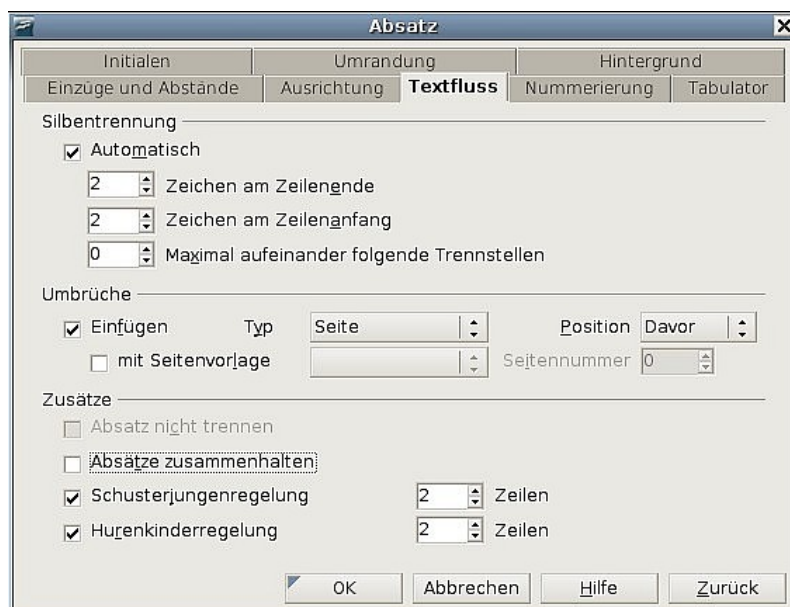 Absatz
Initialen Umrandung Hintergrund
Einzüge und Abstände Ausrichtung Textfluss Nummerierung Tabulator
Silbentrennung
Automatisch
2 Zeichen am Zeilenende
2 Zeichen am Zeilenanfang
0 Maximal aufeinander folgende Trennstellen
Umbrüche
Einfügen Typ Seite Position Davor
mit Seitenvorlage Seitennummer 0
Zusätze
Absatz nicht trennen
Absätze zusammenhalten
Schusterjungenregelung 2 Zeilen
Hurenkinderregelung 2 Zeilen
OK Abbrechen Hilfe Zurück